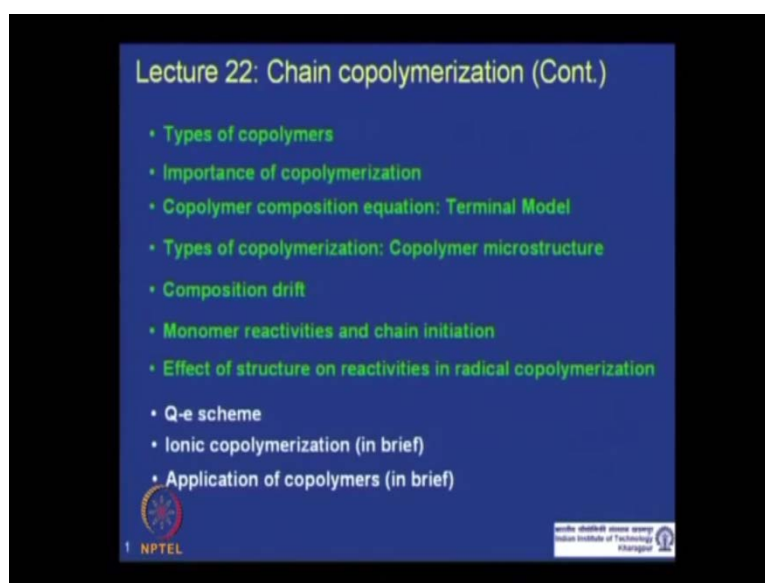 Lecture 22: Chain copolymerization (Cont.)
• Types of copolymers
• Importance of copolymerization
• Copolymer composition equation: Terminal Model
• Types of copolymerization: Copolymer microstructure
• Composition drift
• Monomer reactivities and chain initiation
• Effect of structure on reactivities in radical copolymerization
• Q-e scheme
• Ionic copolymerization (in brief)
• Application of copolymers (in brief)
1 NPTEL
Indian Institute of Technology
Kharagpur